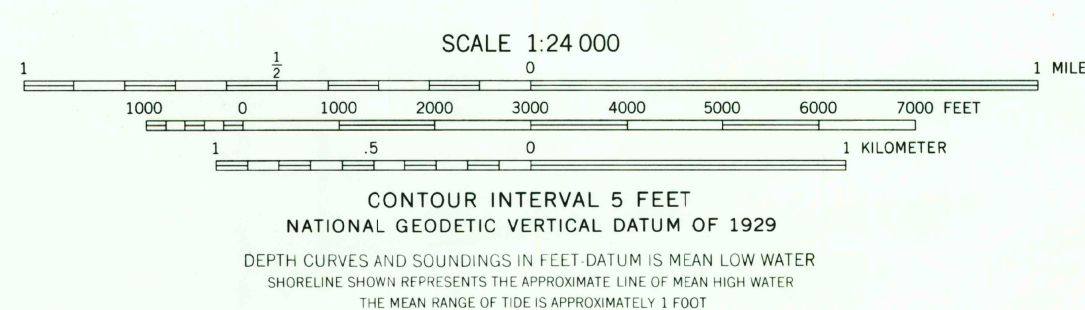 SCALE 1:24 000
1 1/2 0 1 MILE
1000 0 1000 2000 3000 4000 5000 6000 7000 FEET
1 .5 0 1 KILOMETER
CONTOUR INTERVAL 5 FEET
NATIONAL GEODETIC VERTICAL DATUM OF 1929
DEPTH CURVES AND SOUNDINGS IN FEET-DATUM IS MEAN LOW WATER
SHORELINE SHOWN REPRESENTS THE APPROXIMATE LINE OF MEAN HIGH WATER
THE MEAN RANGE OF TIDE IS APPROXIMATELY 1 FOOT